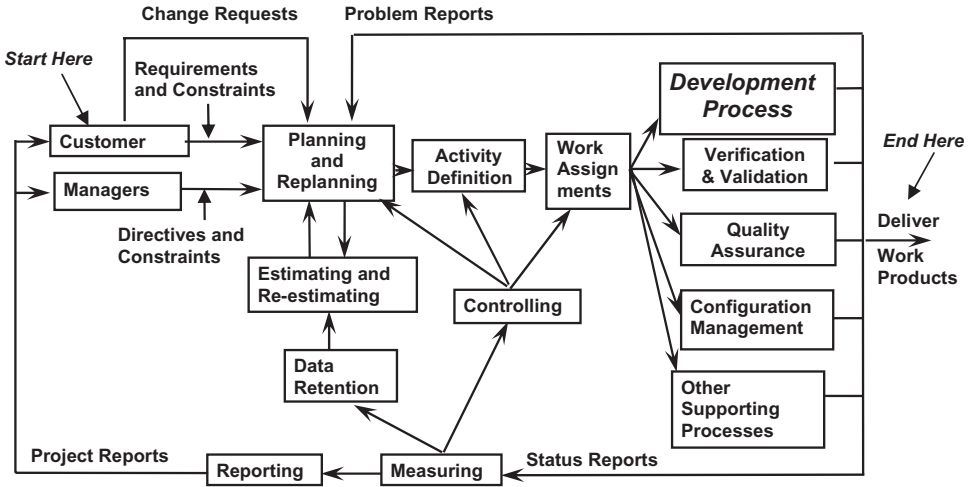 Change Requests
Problem Reports
Start Here
Requirements
and Constraints
Customer
Managers
Directives and
Constraints
Planning
and
Replanning
Activity
Definition
Work
Assign
ments
Development
Process
Verification
& Validation
Quality
Assurance
Configuration
Management
Other
Supporting
Processes
End Here
Deliver
Work
Products
Estimating and
Re-estimating
Controlling
Data
Retention
Project Reports
Reporting
Measuring
Status Reports